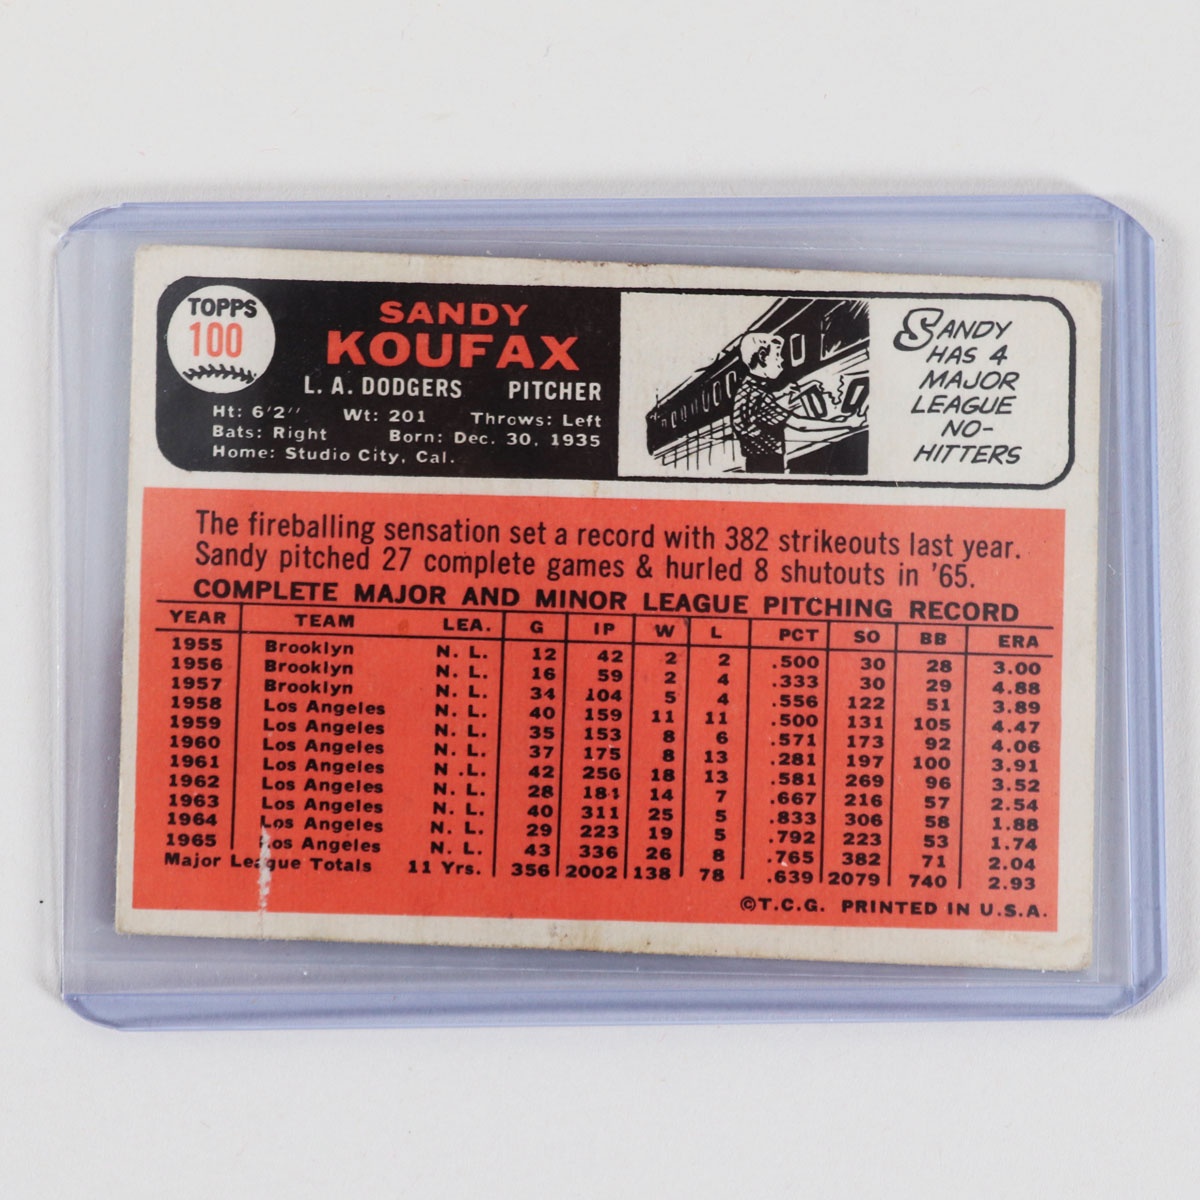 TOPPS
100
SANDY
KOUFAX
L. A. DODGERS PITCHER
Ht: 6'2" Wt: 201 Throws: Left
Bats: Right Born: Dec. 30, 1935
Home: Studio City, Cal.
SANDY
HAS 4
MAJOR
LEAGUE
NO-
HITTERS
The fireballing sensation set a record with 382 strikeouts last year.
Sandy pitched 27 complete games & hurled 8 shutouts in '65.
COMPLETE MAJOR AND MINOR LEAGUE PITCHING RECORD
YEAR TEAM LEA. G IP W L PCT SO BB ERA
1955 Brooklyn N. L. 12 42 2 2 .500 30 28 3.00
1956 Brooklyn N. L. 16 59 2 4 .333 30 29 4.88
1957 Brooklyn N. L. 34 104 5 4 .556 122 51 3.89
1958 Los Angeles N. L. 40 159 11 11 .500 131 105 4.47
1959 Los Angeles N. L. 35 153 8 6 .571 173 92 4.06
1960 Los Angeles N. L. 37 175 8 13 .281 197 100 3.91
1961 Los Angeles N .L. 42 256 18 13 .581 269 96 3.52
1962 Los Angeles N. L. 28 184 14 7 .667 216 57 2.54
1963 Los Angeles N. L. 40 311 25 5 .833 306 58 1.88
1964 Los Angeles N. L. 29 223 19 5 .792 223 53 1.74
1965 Los Angeles N. L. 43 336 26 8 .765 382 71 2.04
Major League Totals 11 Yrs. 356 2002 138 78 .639 2079 740 2.93
©T.C.G. PRINTED IN U.S.A.